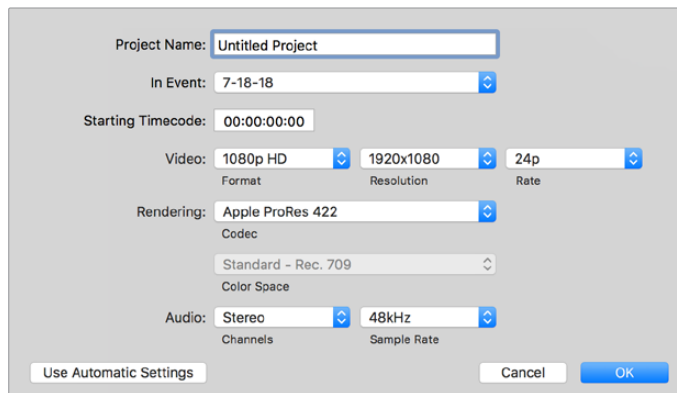 Project Name: Untitled Project
In Event: 7-18-18
Starting Timecode: 00:00:00:00
Video: 1080p HD 1920x1080 24p
Format Resolution Rate
Rendering: Apple ProRes 422
Codec
Standard - Rec. 709
Color Space
Audio: Stereo 48kHz
Channels Sample Rate
Use Automatic Settings Cancel OK